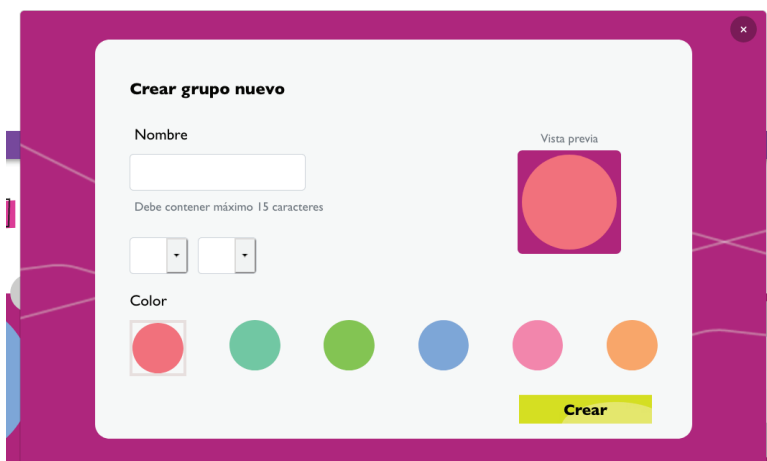 ×
Crear grupo nuevo
Nombre
Vista previa
Debe contener máximo 15 caracteres
Color
Crear